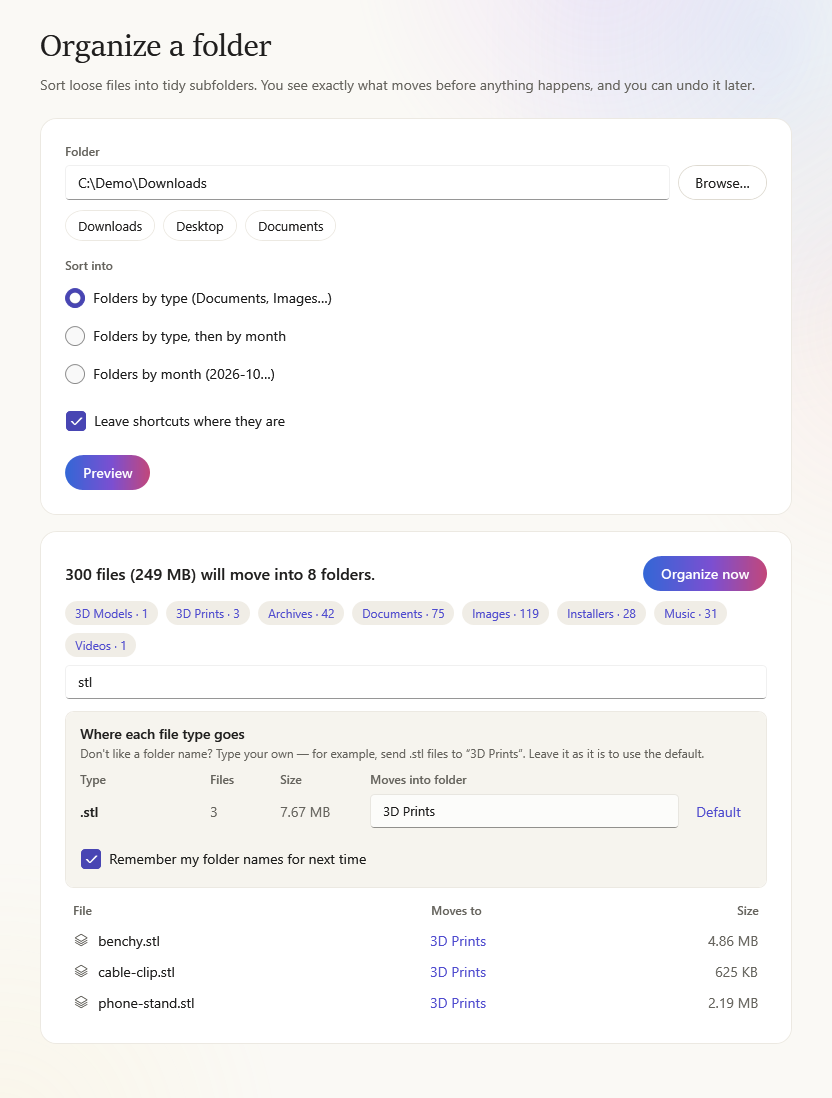 Organize a folder
Sort loose files into tidy subfolders. You see exactly what moves before anything happens, and you can undo it later.
Folder
C:\Demo\Downloads
Browse...
Downloads Desktop Documents
Sort into
Folders by type (Documents, Images...)
Folders by type, then by month
Folders by month (2026-10...)
Leave shortcuts where they are
Preview
300 files (249 MB) will move into 8 folders.
Organize now
3D Models · 1 3D Prints · 3 Archives · 42 Documents · 75 Images · 119 Installers · 28 Music · 31
Videos · 1
stl
Where each file type goes
Don't like a folder name? Type your own — for example, send .stl files to “3D Prints”. Leave it as it is to use the default.
Type Files Size Moves into folder
.stl 3 7.67 MB 3D Prints Default
Remember my folder names for next time
File Moves to Size
benchy.stl 3D Prints 4.86 MB
cable-clip.stl 3D Prints 625 KB
phone-stand.stl 3D Prints 2.19 MB